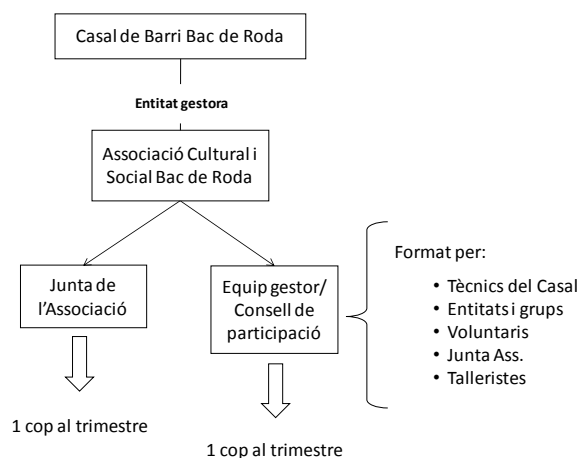 Casal de Barri Bac de Roda
Entitat gestora
Associació Cultural i
Social Bac de Roda
Junta de
l'Associació
Equip gestor/
Consell de
participació
Format per:
• Tècnics del Casal
• Entitats i grups
• Voluntaris
• Junta Ass.
• Talleristes
1 cop al trimestre
1 cop al trimestre